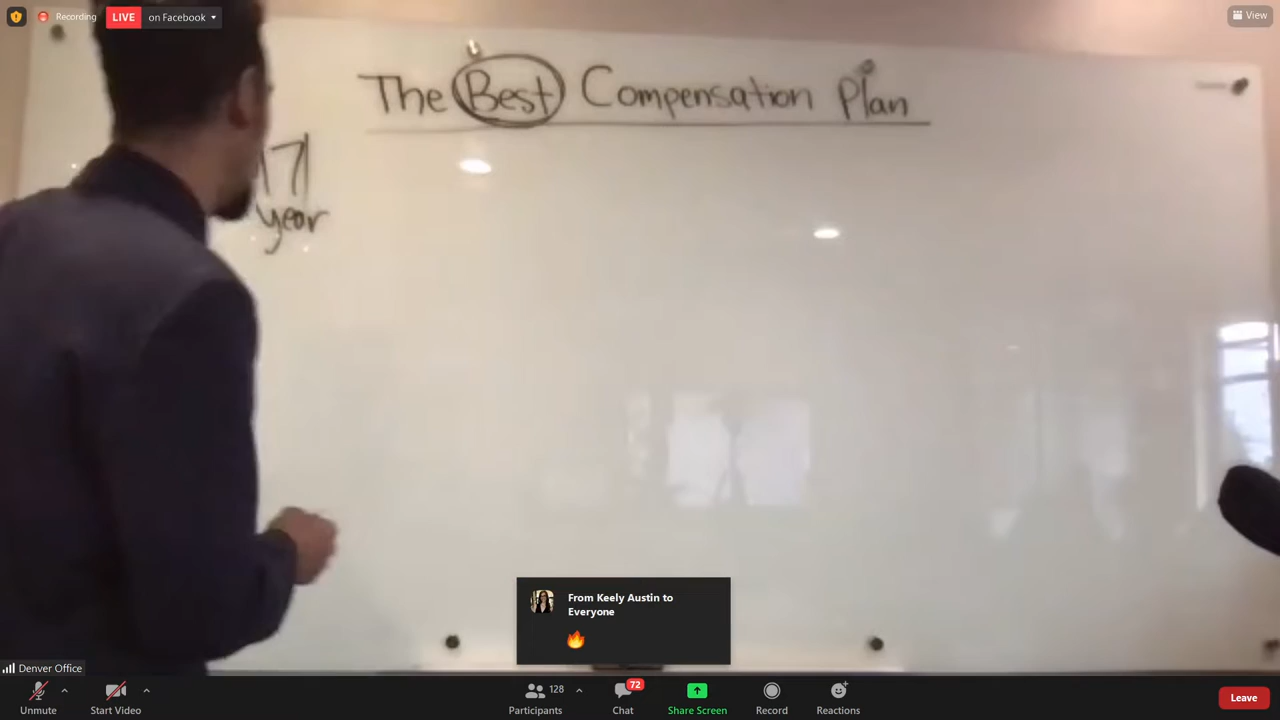 Recording
LIVE
on Facebook
View
The Best Compensation Plan
17
year
From Keely Austin to
Everyone
Denver Office
128
72
Unmute
Start Video
Participants
Chat
Share Screen
Record
Reactions
Leave